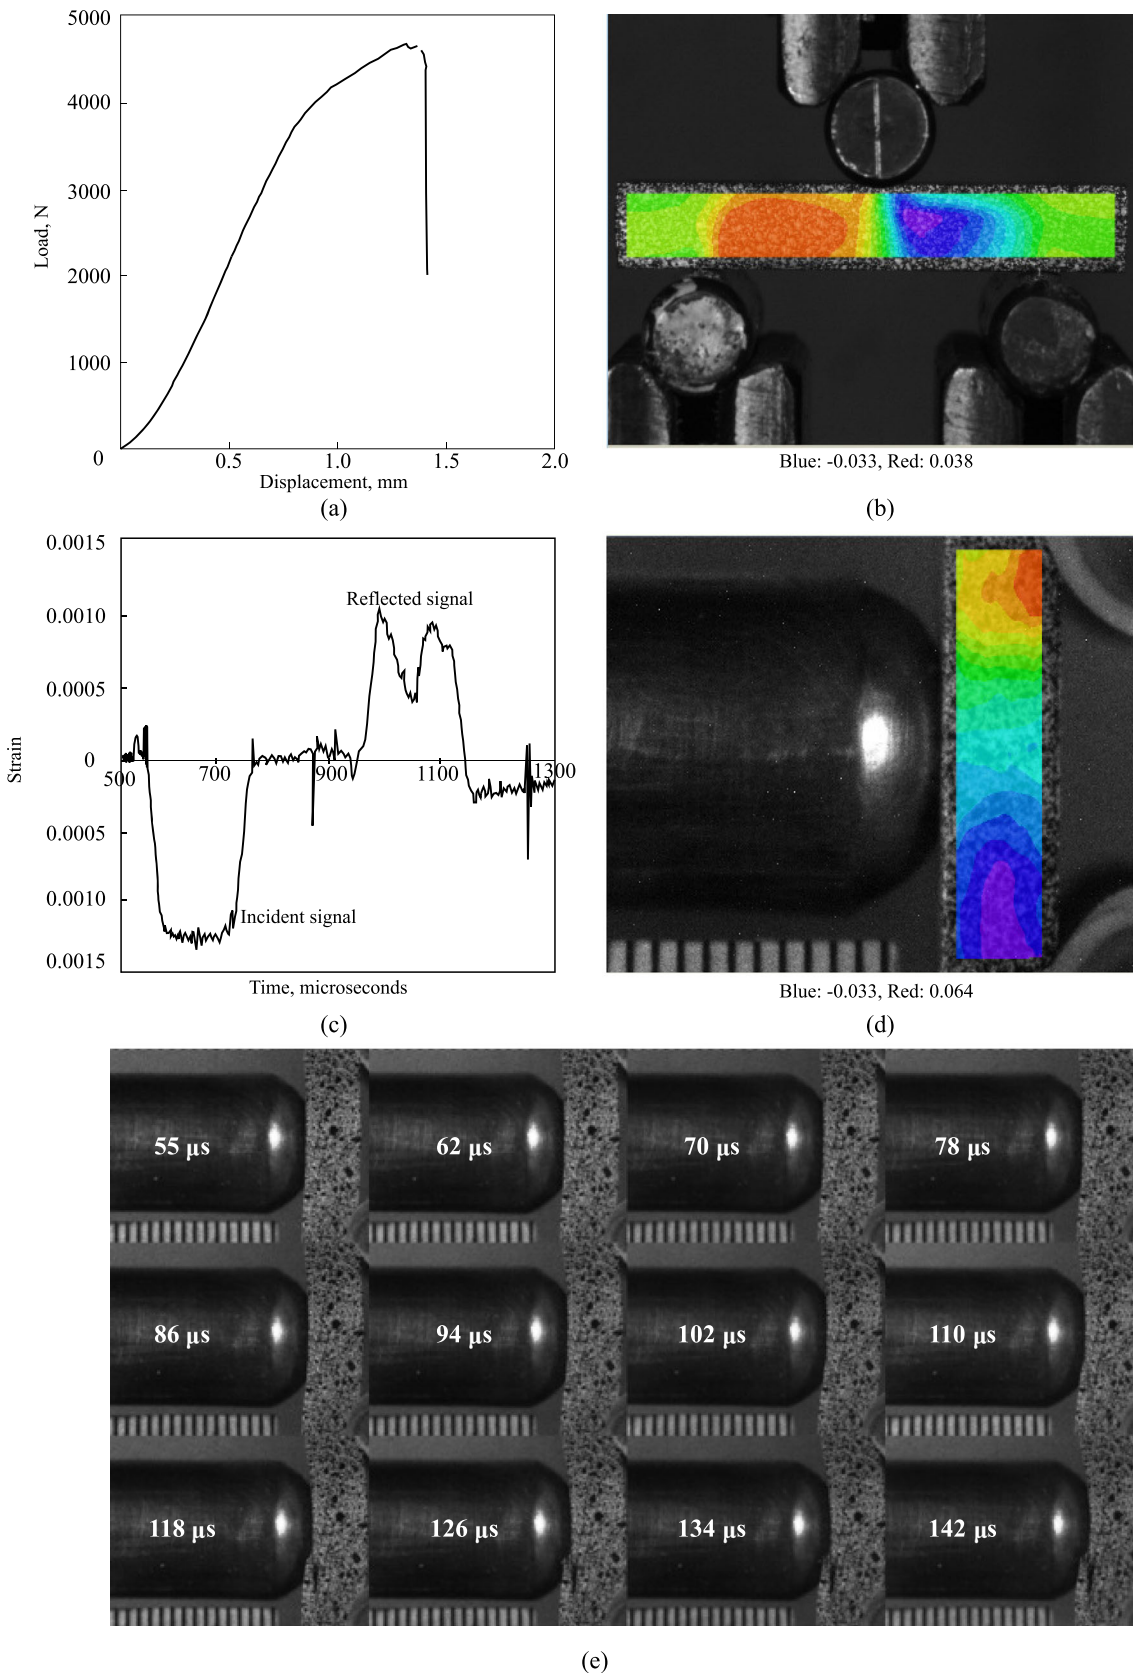 5000
4000
3000
2000
1000
0
Load, N
0.5 1.0 1.5 2.0
Displacement, mm
(a)
Blue: -0.033, Red: 0.038
(b)
0.0015
0.0010
0.0005
0
0.0005
0.0010
0.0015
Strain
500 700 900 1100 1300
Reflected signal
Incident signal
Time, microseconds
(c)
Blue: -0.033, Red: 0.064
(d)
55 µs 62 µs 70 µs 78 µs
86 µs 94 µs 102 µs 110 µs
118 µs 126 µs 134 µs 142 µs
(e)